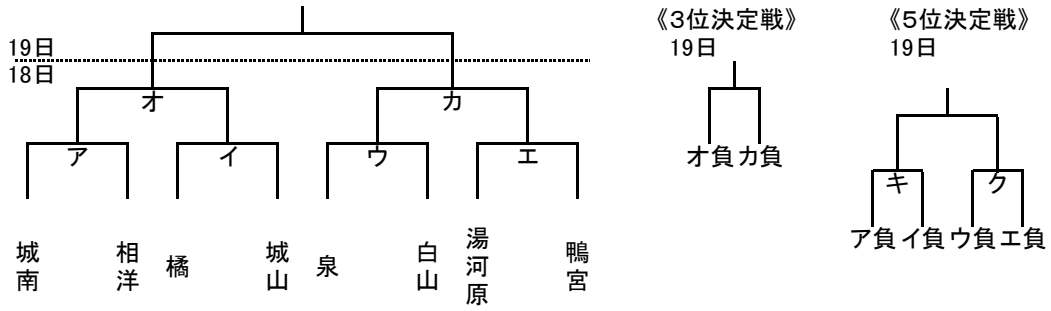 《3位決定戦》
《5位決定戦》
19日
19日
19日
18日
オ
カ
ア
イ
ウ
エ
オ負
カ負
キ
ク
ア負
イ負
ウ負
エ負
城南
相洋
橘
城山
泉
白山
湯河原
鴨宮